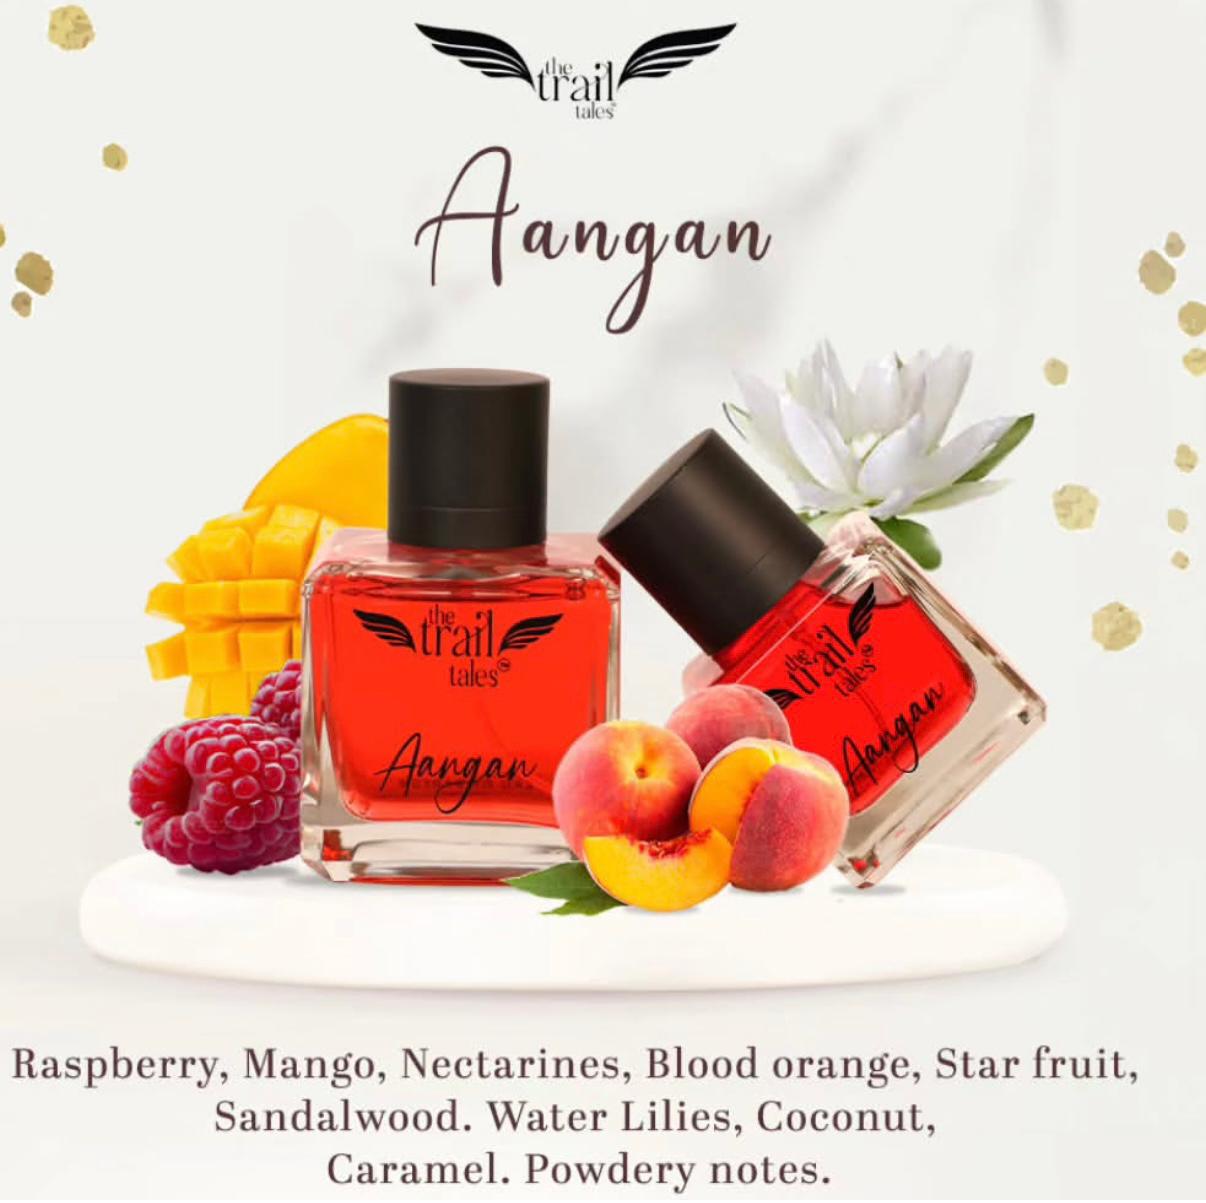 the
trail
tales
Aangan
the
trail
tales
Aangan
the
trail
tales
Aangan
Raspberry, Mango, Nectarines, Blood orange, Star fruit,
Sandalwood. Water Lilies, Coconut,
Caramel. Powdery notes.